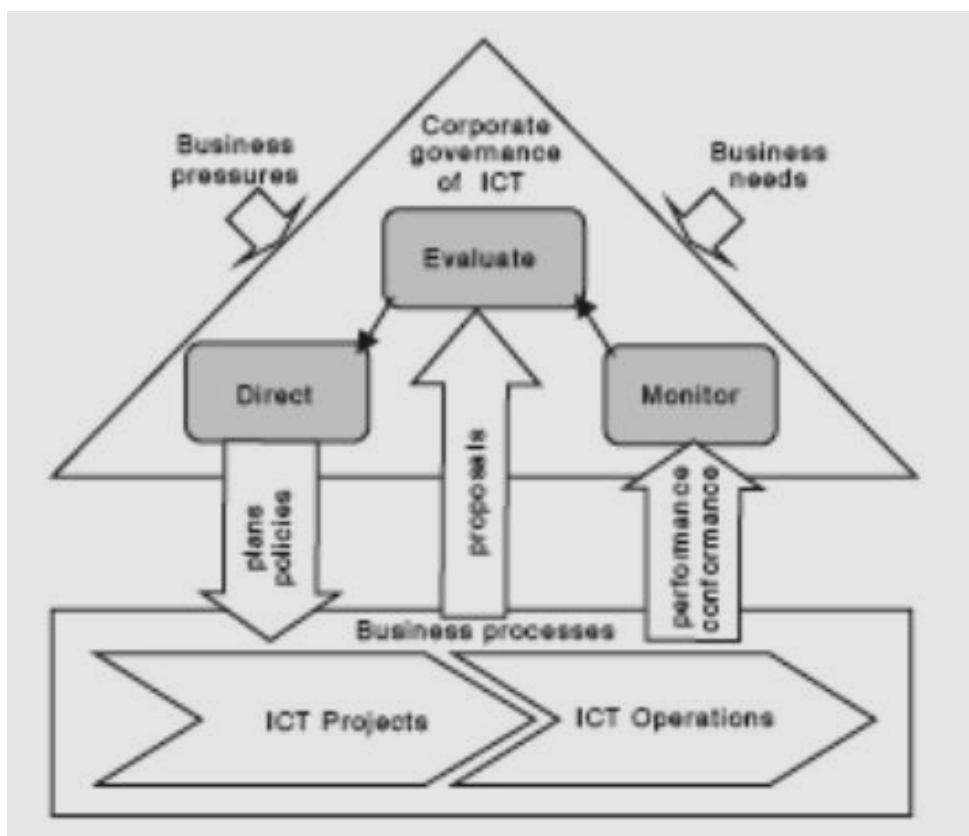 Corporate
governance
of ICT
Business
pressures
Business
needs
Evaluate
Direct
Monitor
plans
policies
proposals
performance
conformance
Business processes
ICT Projects
ICT Operations